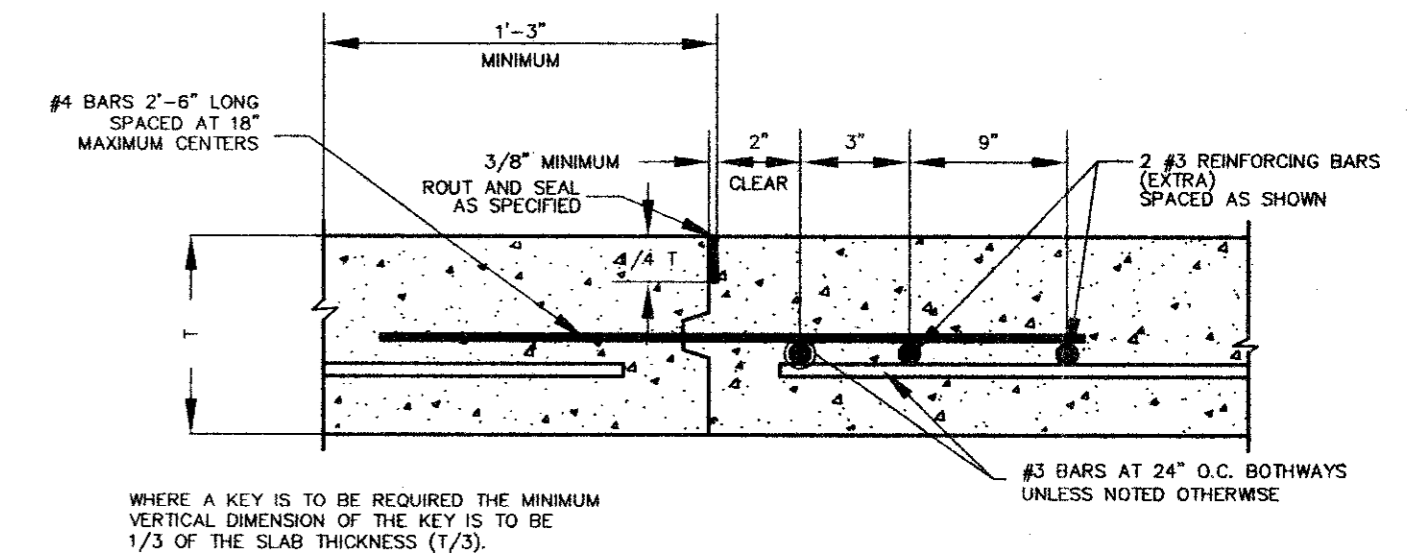 1'-3"
MINIMUM
#4 BARS 2'-6" LONG
SPACED AT 18"
MAXIMUM CENTERS
3/8" MINIMUM
ROUT AND SEAL
AS SPECIFIED
2"
CLEAR
3"
9"
2 #3 REINFORCING BARS
(EXTRA)
SPACED AS SHOWN
1/4 T
T
#3 BARS AT 24" O.C. BOTHWAYS
UNLESS NOTED OTHERWISE
WHERE A KEY IS TO BE REQUIRED THE MINIMUM
VERTICAL DIMENSION OF THE KEY IS TO BE
1/3 OF THE SLAB THICKNESS (T/3).